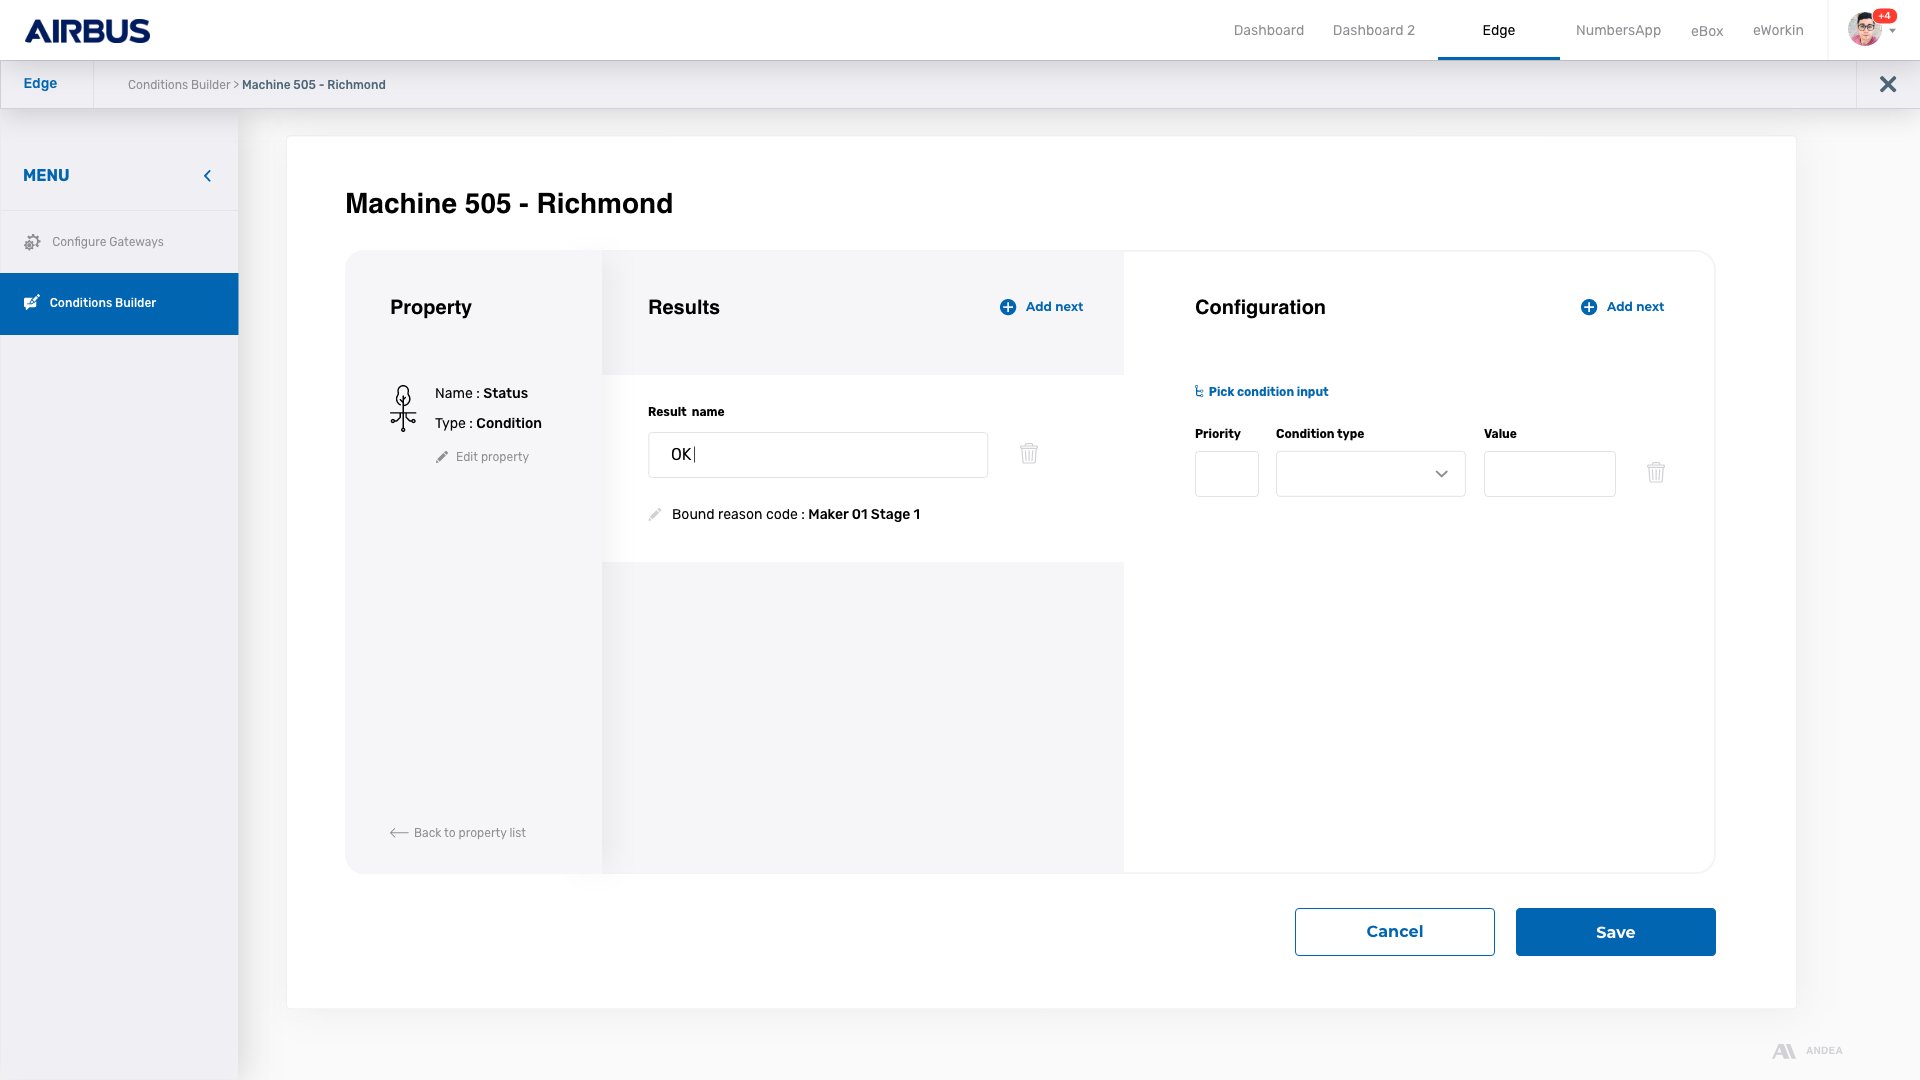 AIRBUS
Dashboard
Dashboard 2
Edge
NumbersApp
eBox
eWorkin
+4
Edge
Conditions Builder > Machine 505 - Richmond
MENU
Configure Gateways
Conditions Builder
Machine 505 - Richmond
Property
Results
Add next
Configuration
Add next
Name : Status
Type : Condition
Edit property
Result name
OK
Bound reason code : Maker 01 Stage 1
Pick condition input
Priority
Condition type
Value
Back to property list
Cancel
Save
ANDEA